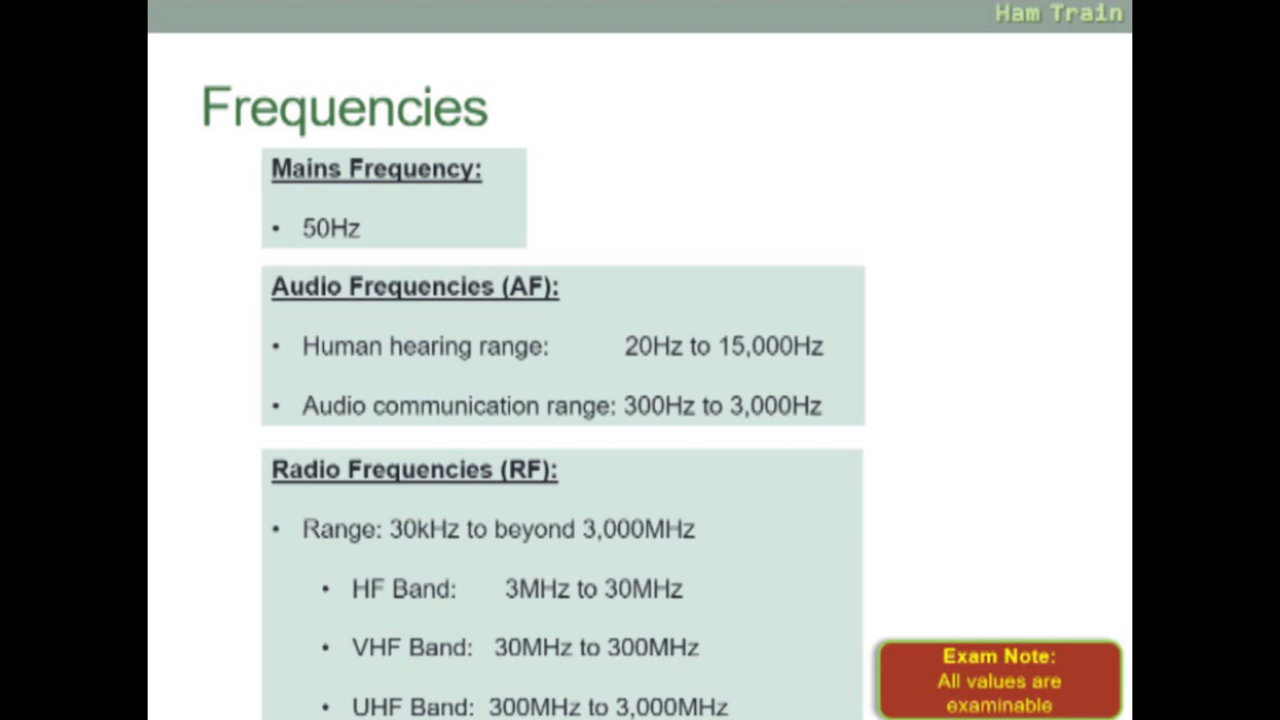 Ham Train
Frequencies
Mains Frequency:
• 50Hz
Audio Frequencies (AF):
• Human hearing range: 20Hz to 15,000Hz
• Audio communication range: 300Hz to 3,000Hz
Radio Frequencies (RF):
• Range: 30kHz to beyond 3,000MHz
• HF Band: 3MHz to 30MHz
• VHF Band: 30MHz to 300MHz
• UHF Band: 300MHz to 3,000MHz
Exam Note:
All values are
examinable